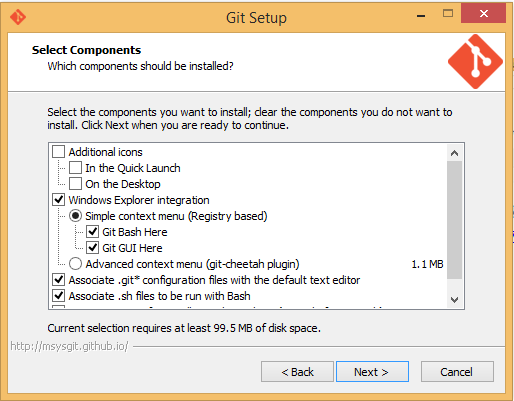 Git Setup
Select Components
Which components should be installed?
Select the components you want to install; clear the components you do not want to
install. Click Next when you are ready to continue.
Additional icons
In the Quick Launch
On the Desktop
Windows Explorer integration
Simple context menu (Registry based)
Git Bash Here
Git GUI Here
Advanced context menu (git-cheetah plugin) 1.1 MB
Associate .git* configuration files with the default text editor
Associate .sh files to be run with Bash
Current selection requires at least 99.5 MB of disk space.
http://msysgit.github.io/
< Back Next > Cancel